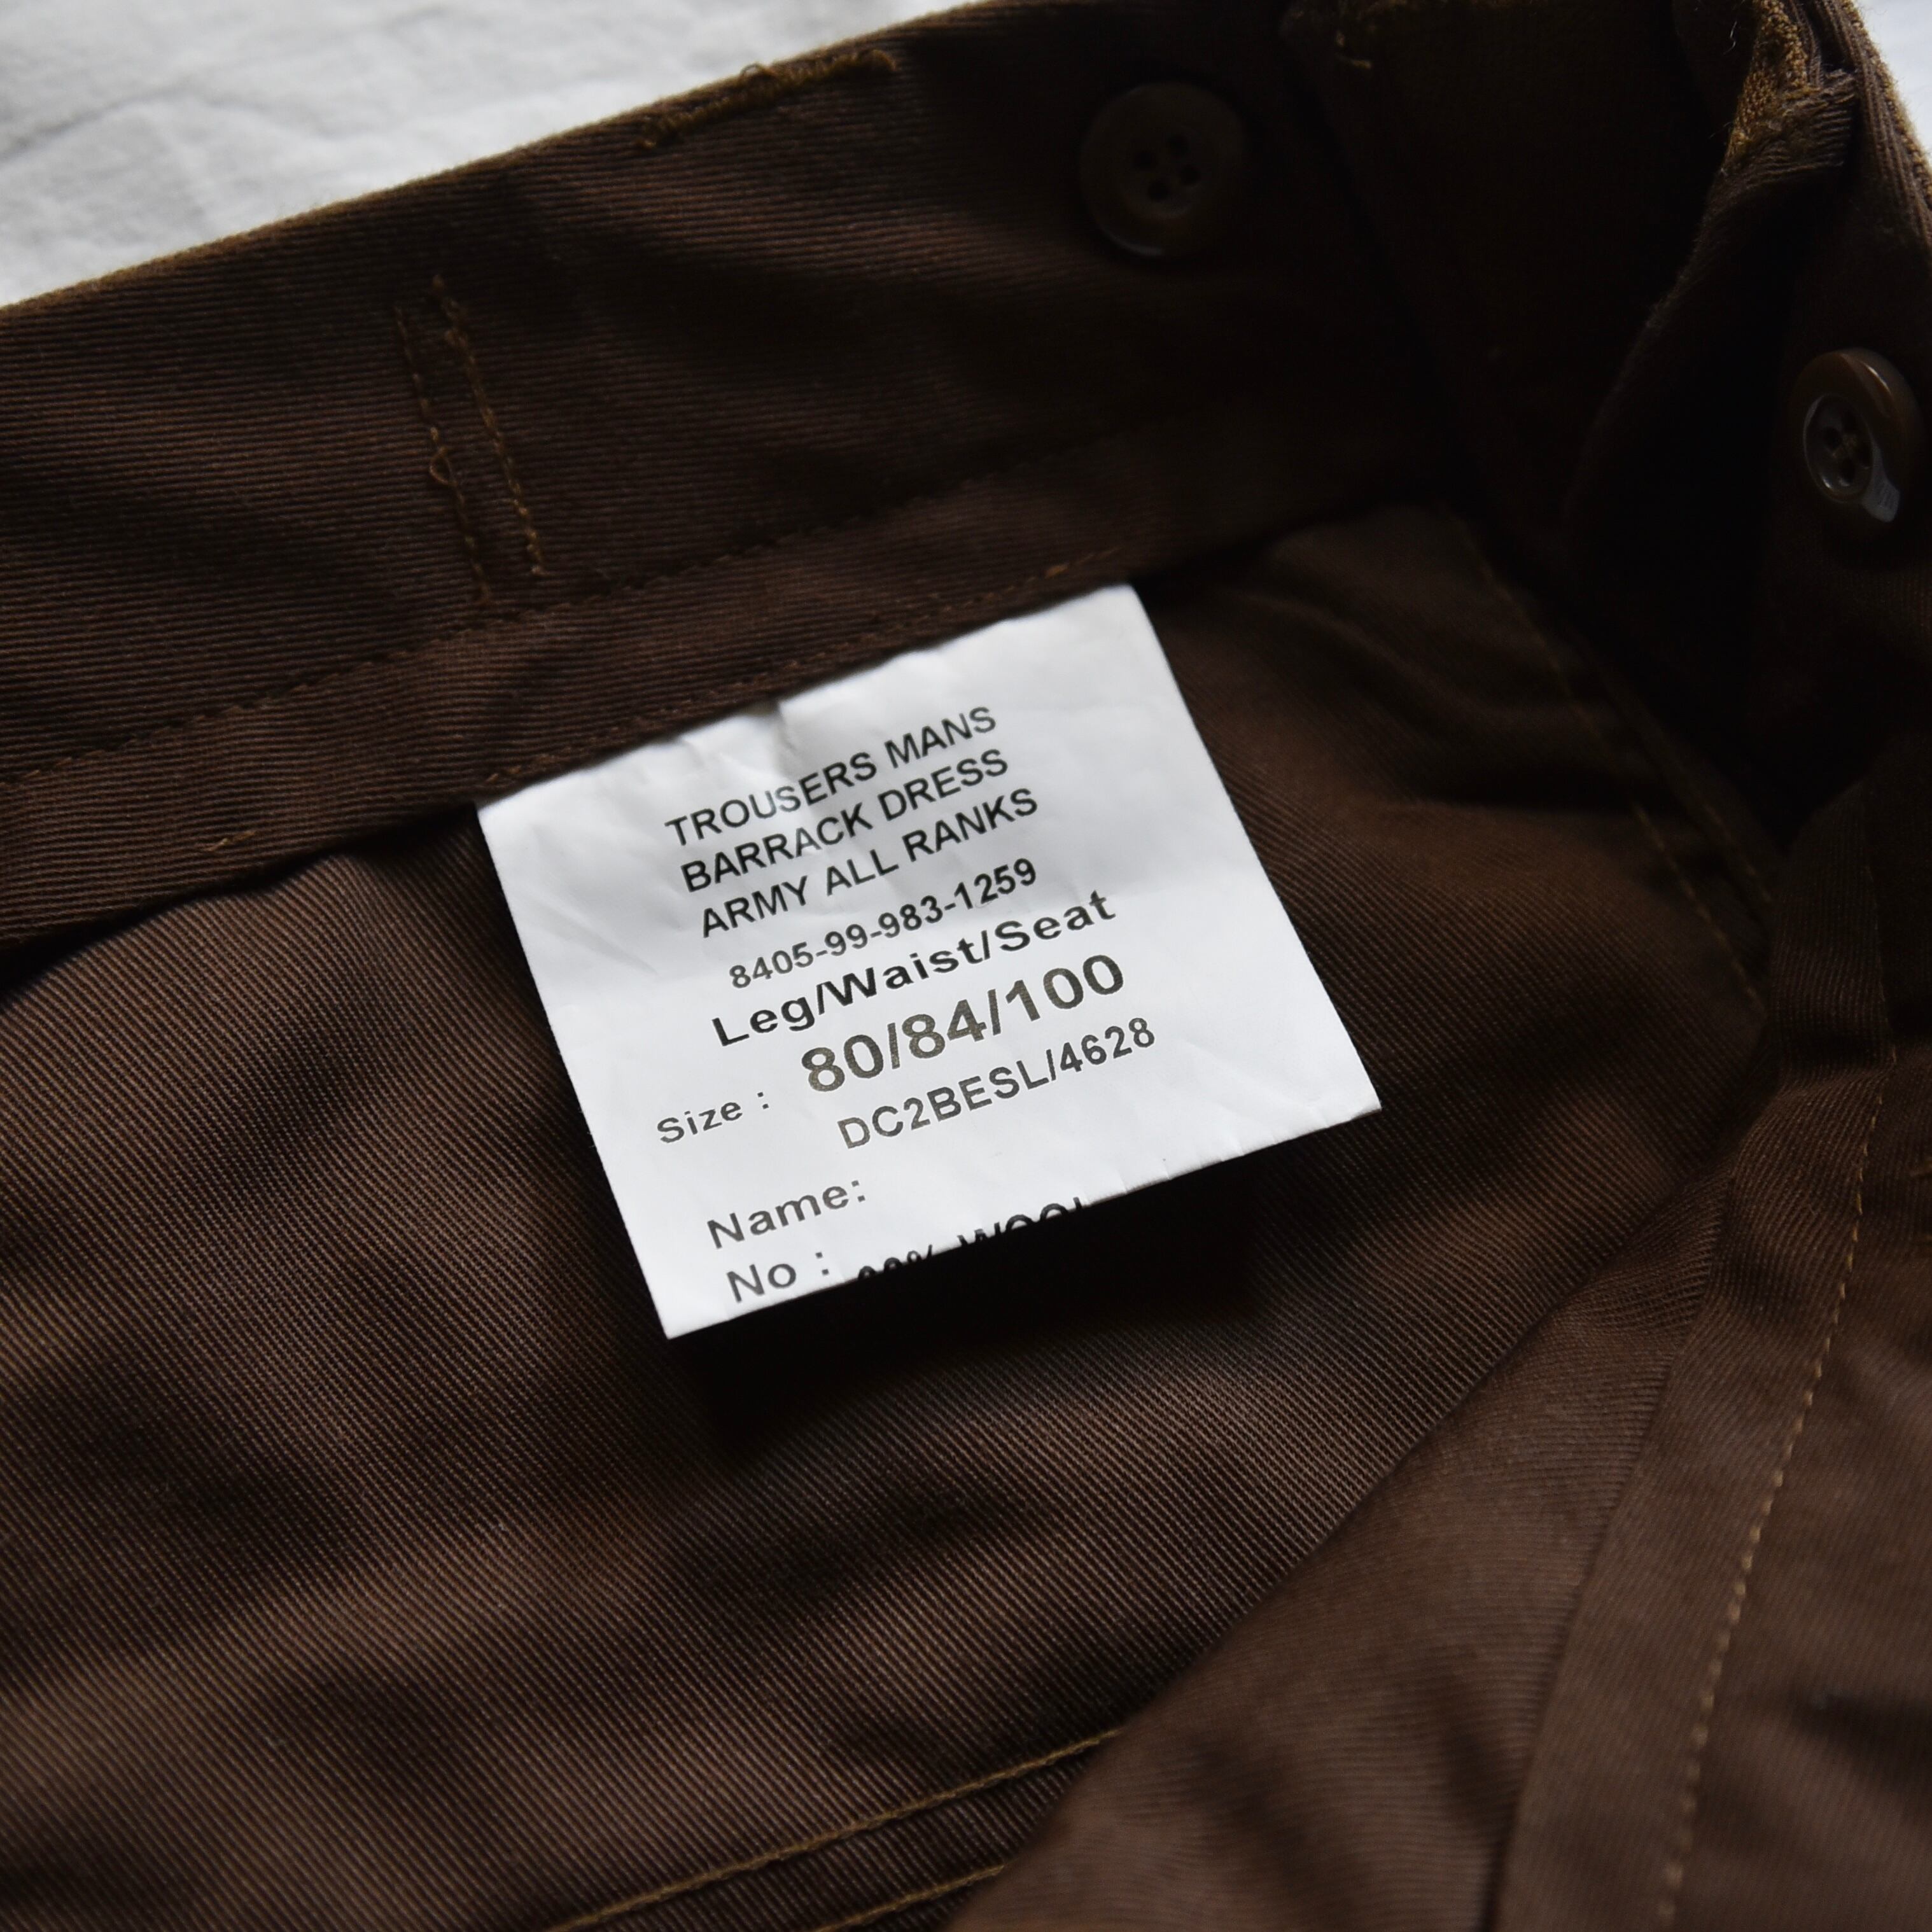 TROUSERS MANS
BARRACK DRESS
ARMY ALL RANKS
8405-99-983-1259
Leg/Waist/Seat
Size : 80/84/100
DC2BESL/4628
Name:
No :
WOOL